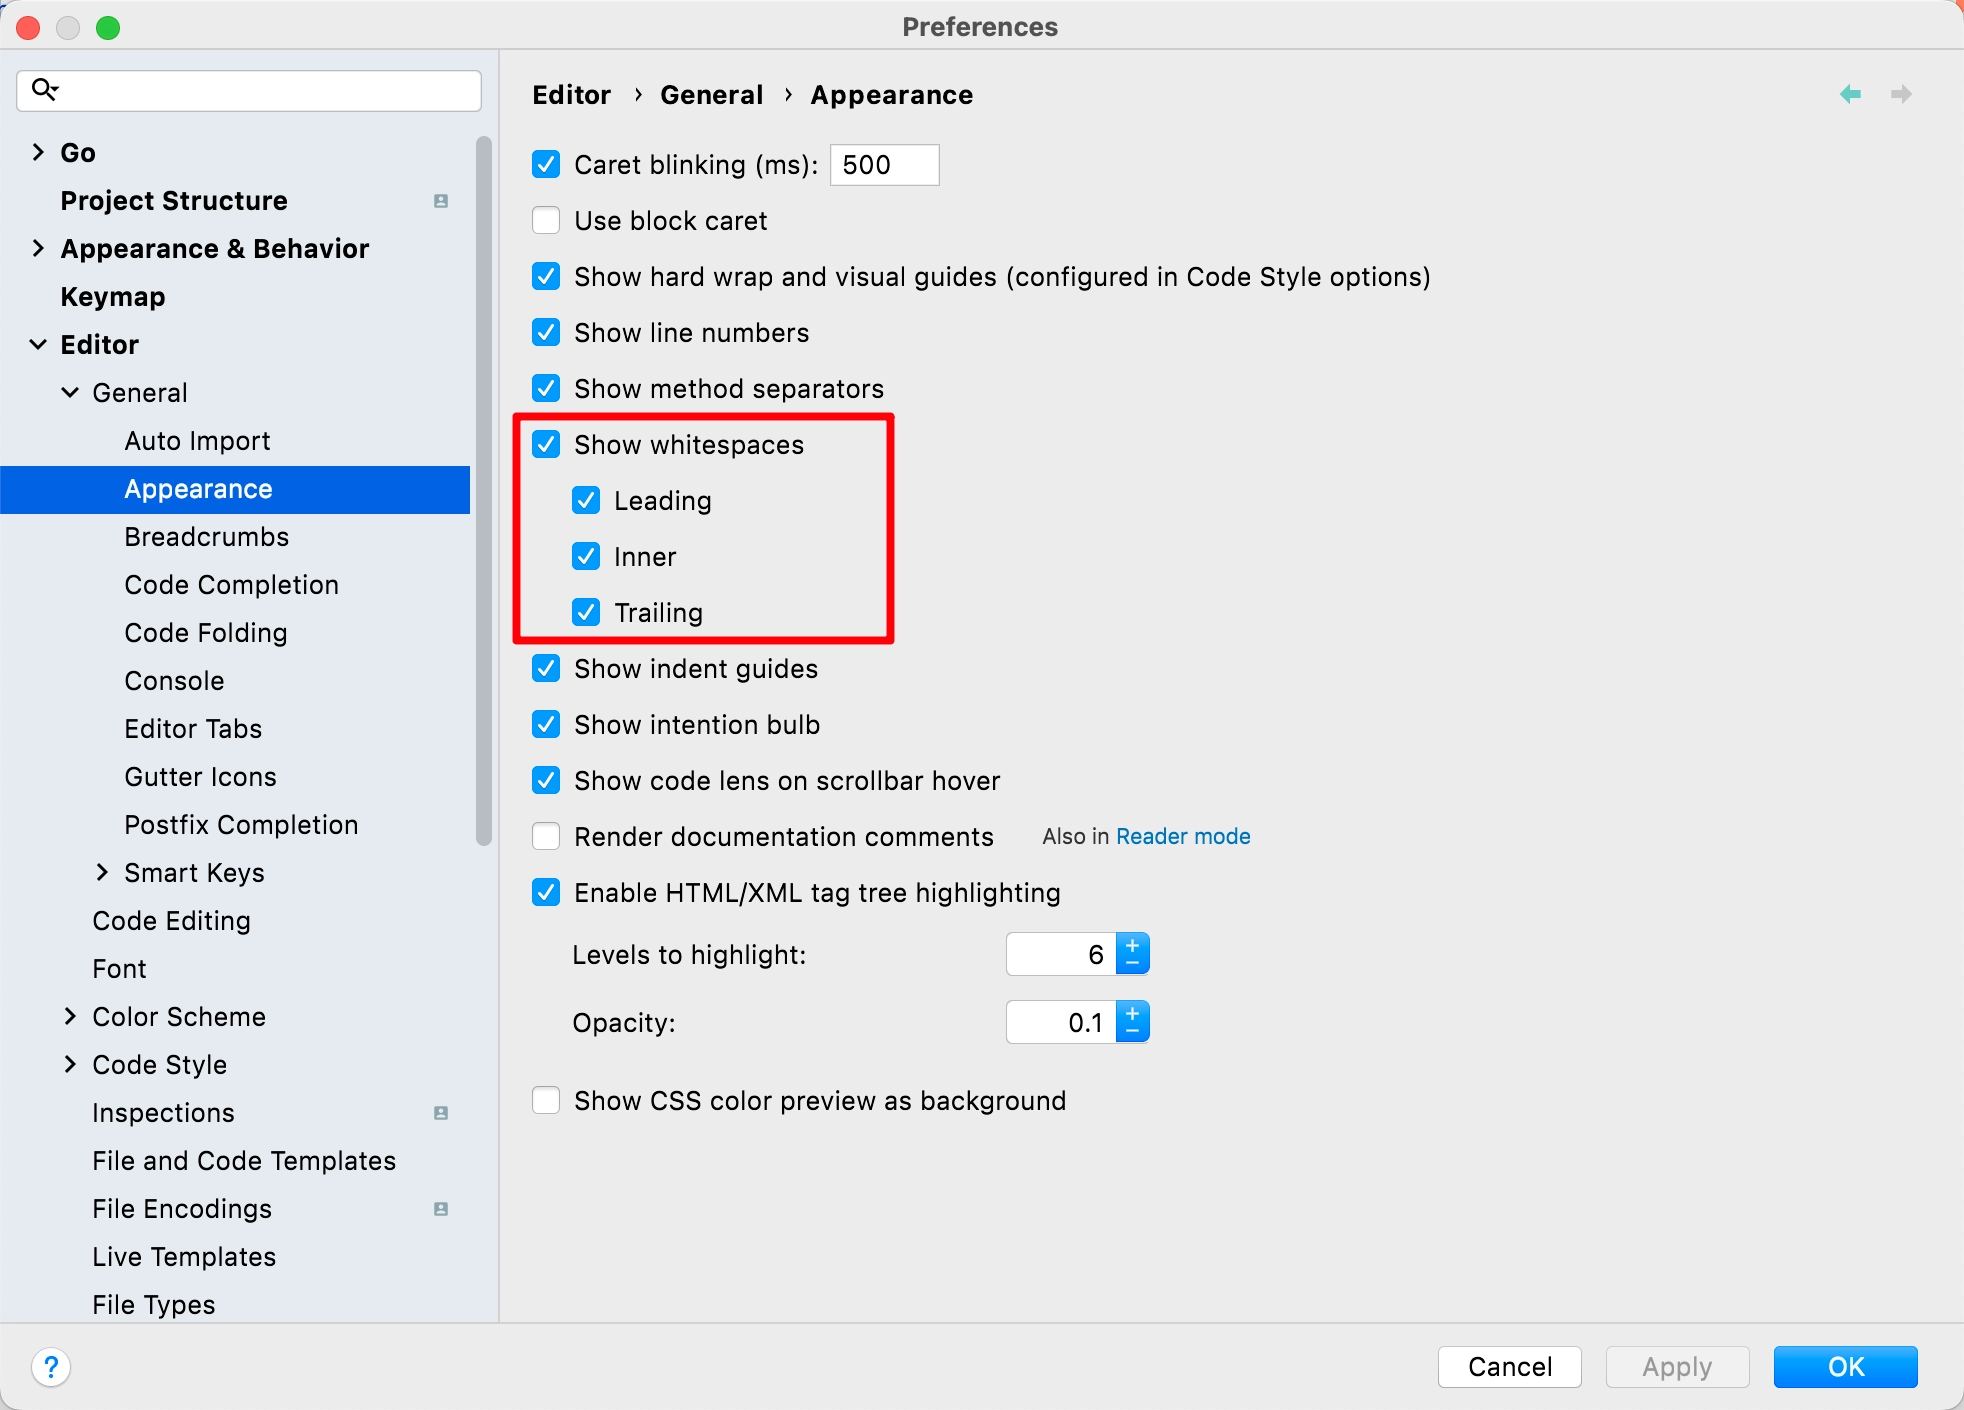 Preferences
Go
Project Structure
Appearance & Behavior
Keymap
Editor
General
Auto Import
Appearance
Breadcrumbs
Code Completion
Code Folding
Console
Editor Tabs
Gutter Icons
Postfix Completion
Smart Keys
Code Editing
Font
Color Scheme
Code Style
Inspections
File and Code Templates
File Encodings
Live Templates
File Types
Editor › General › Appearance
Caret blinking (ms): 500
Use block caret
Show hard wrap and visual guides (configured in Code Style options)
Show line numbers
Show method separators
Show whitespaces
Leading
Inner
Trailing
Show indent guides
Show intention bulb
Show code lens on scrollbar hover
Render documentation comments Also in Reader mode
Enable HTML/XML tag tree highlighting
Levels to highlight: 6
Opacity: 0.1
Show CSS color preview as background
? Cancel Apply OK